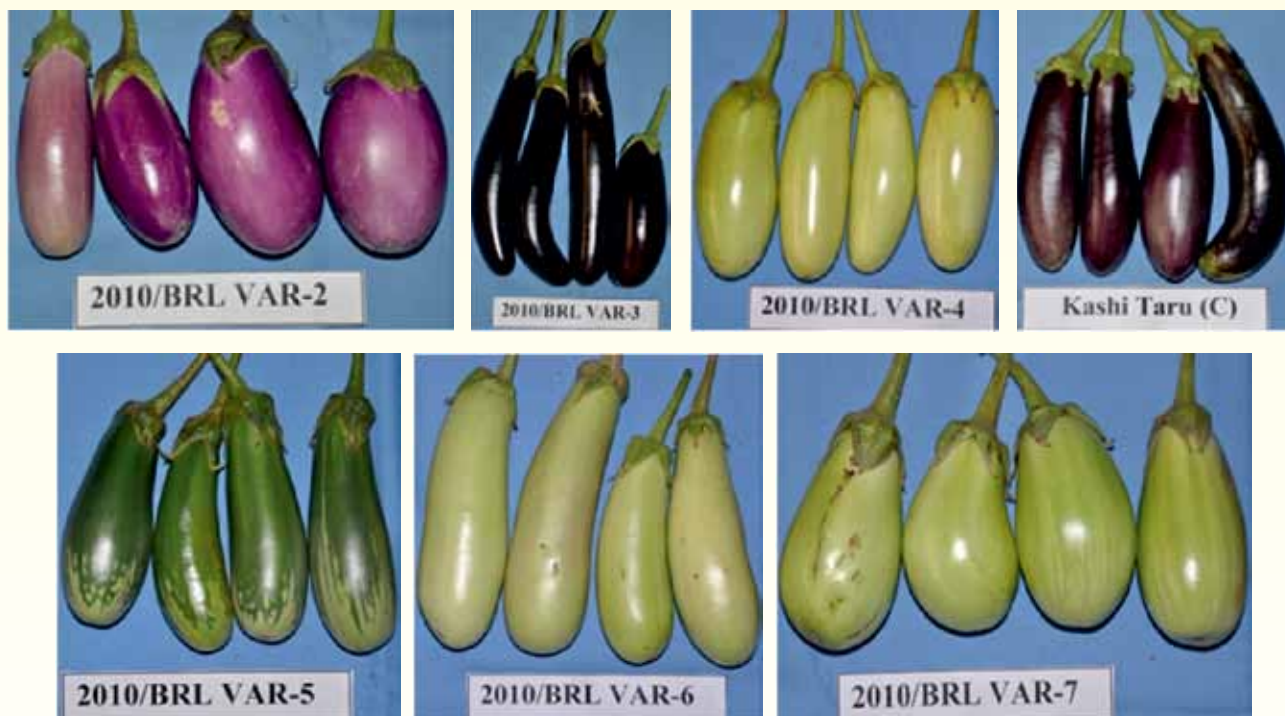 2010/BRL VAR-2
2010/BRL VAR-3
2010/BRL VAR-4
Kashi Taru (C)
2010/BRL VAR-5
2010/BRL VAR-6
2010/BRL VAR-7